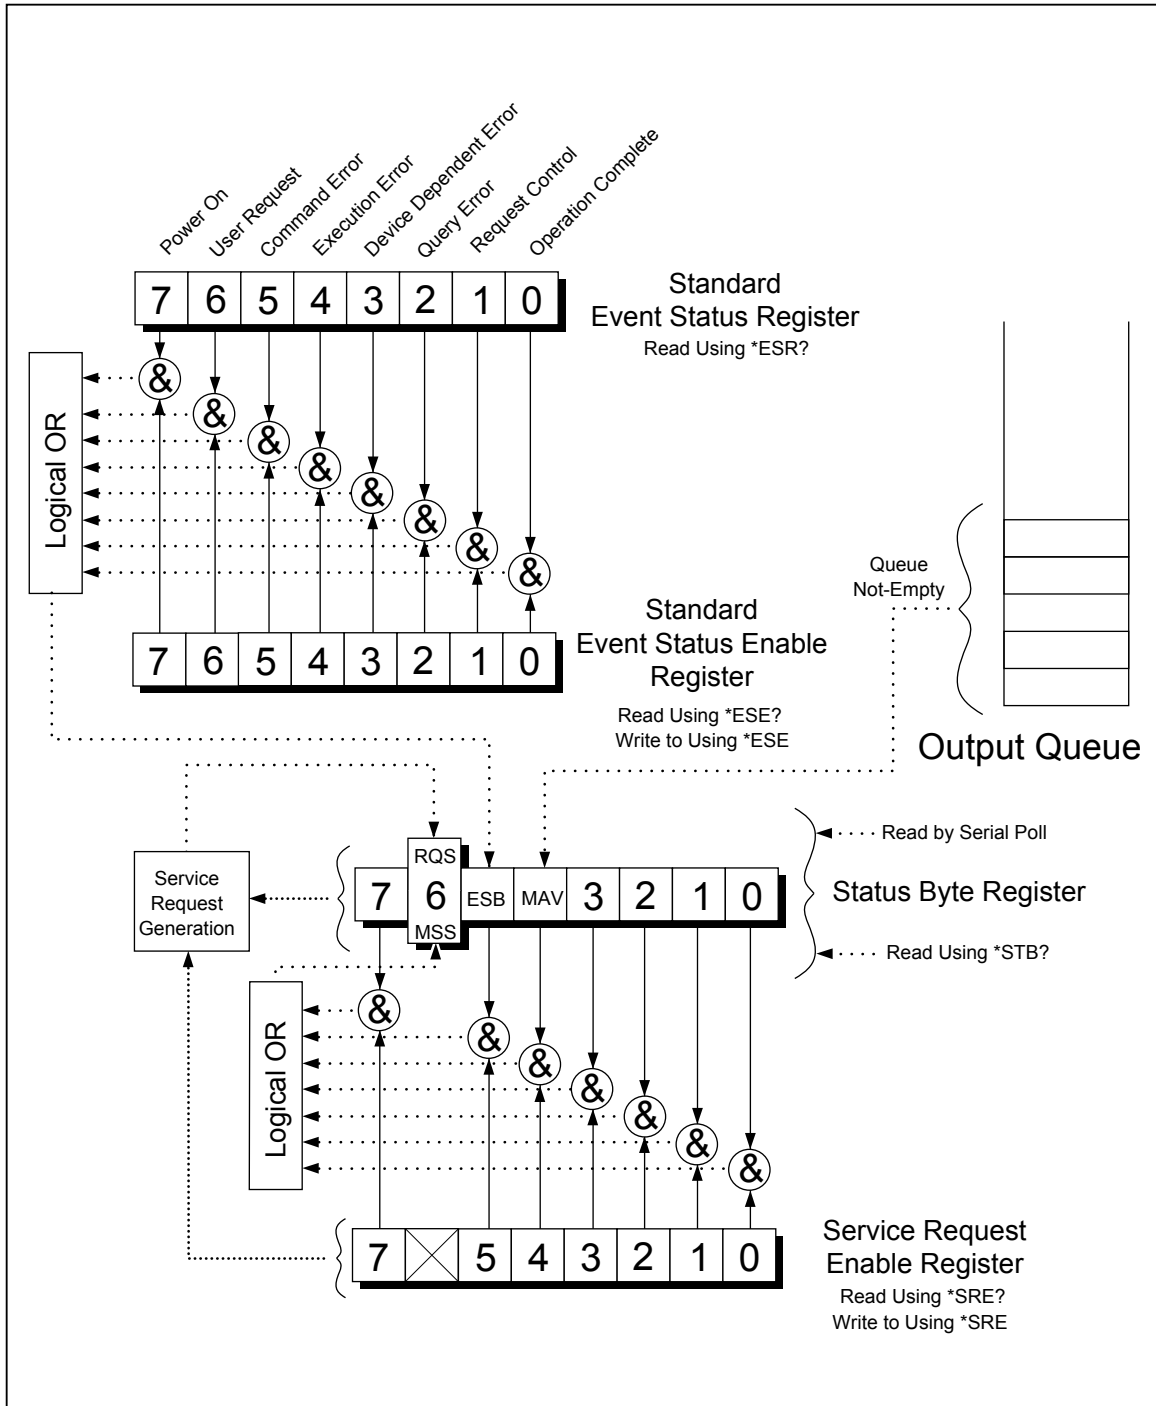 Power On
User Request
Command Error
Execution Error
Device Dependent Error
Query Error
Request Control
Operation Complete
7 6 5 4 3 2 1 0
Standard
Event Status Register
Read Using *ESR?
&
&
&
&
&
&
&
&
Logical OR
Queue
Not-Empty
Standard
Event Status Enable
Register
7 6 5 4 3 2 1 0
Read Using *ESE?
Write to Using *ESE
Output Queue
Read by Serial Poll
Service
Request
Generation
RQS
7 6 ESB MAV 3 2 1 0
MSS
Status Byte Register
Read Using *STB?
&
&
&
&
&
&
&
Logical OR
7 5 4 3 2 1 0
Service Request
Enable Register
Read Using *SRE?
Write to Using *SRE